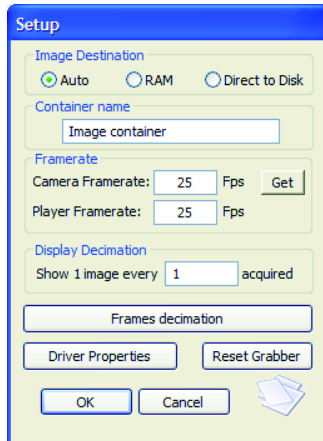 Setup
Image Destination
Auto RAM Direct to Disk
Container name
Image container
Framerate
Camera Framerate: 25 Fps Get
Player Framerate: 25 Fps
Display Decimation
Show 1 image every 1 acquired
Frames decimation
Driver Properties Reset Grabber
OK Cancel